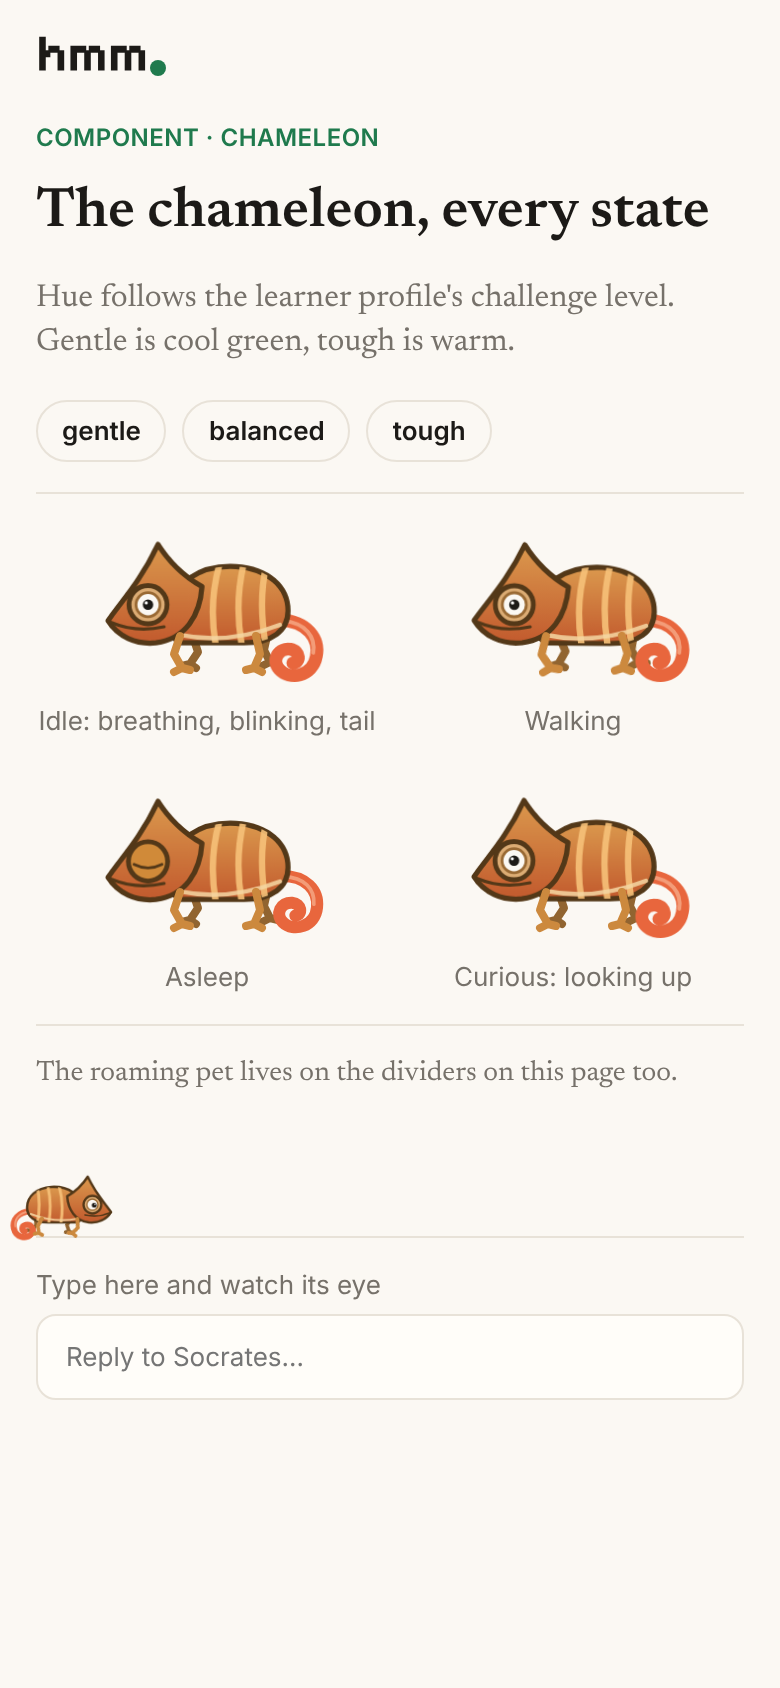 hmm.
COMPONENT · CHAMELEON
The chameleon, every state
Hue follows the learner profile's challenge level.
Gentle is cool green, tough is warm.
gentle balanced tough
Idle: breathing, blinking, tail
Walking
Asleep
Curious: looking up
The roaming pet lives on the dividers on this page too.
Type here and watch its eye
Reply to Socrates...